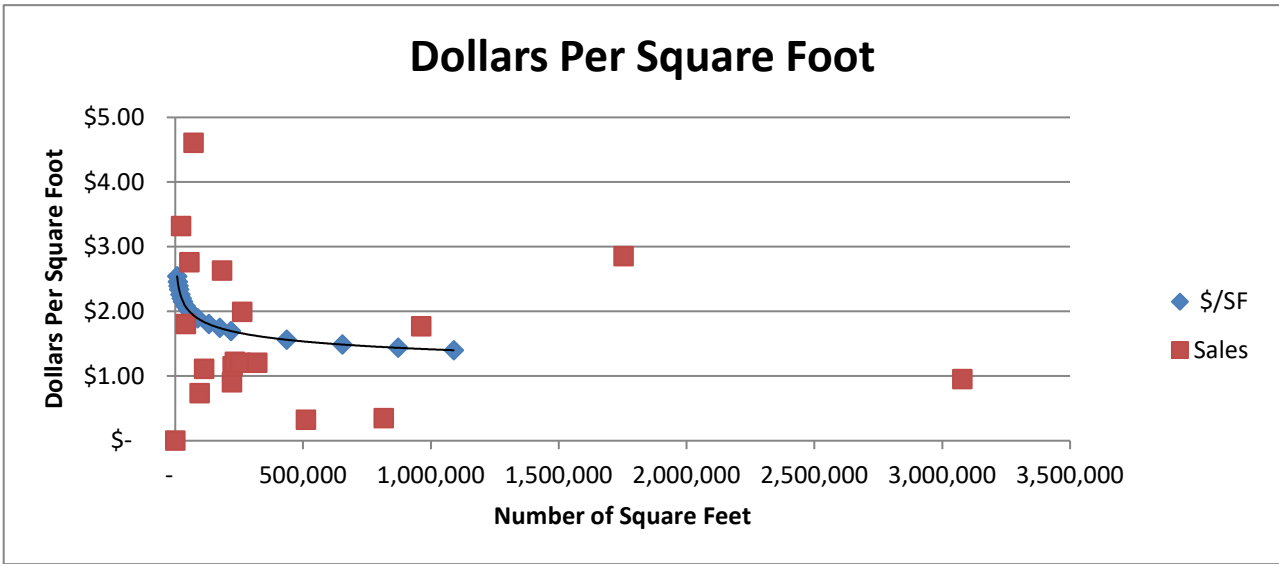 Dollars Per Square Foot
Dollars Per Square Foot
$5.00
$4.00
$3.00
$2.00
$1.00
$-
- 500,000 1,000,000 1,500,000 2,000,000 2,500,000 3,000,000 3,500,000
Number of Square Feet
$/SF
Sales